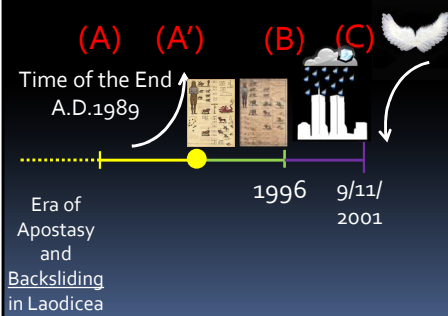 (A)
(A’)
(B)
(C)
Time of the End
A.D.1989
1996
9/11/
2001
Era of
Apostasy
and
Backsliding
in Laodicea